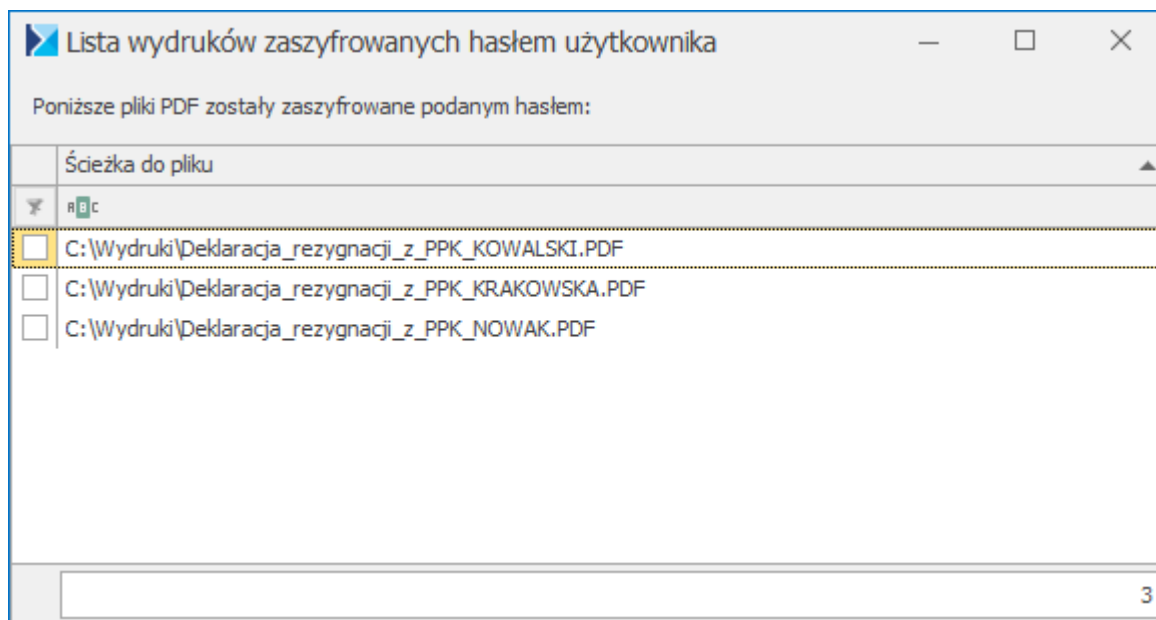 Lista wydruków zaszyfrowanych hasłem użytkownika
Poniższe pliki PDF zostały zaszyfrowane podanym hasłem:
Ścieżka do pliku
ABC
C:\Wydruki\Deklaracja_rezygnacji_z_PPK_KOWALSKI.PDF
C:\Wydruki\Deklaracja_rezygnacji_z_PPK_KRAKOWSKA.PDF
C:\Wydruki\Deklaracja_rezygnacji_z_PPK_NOWAK.PDF
3